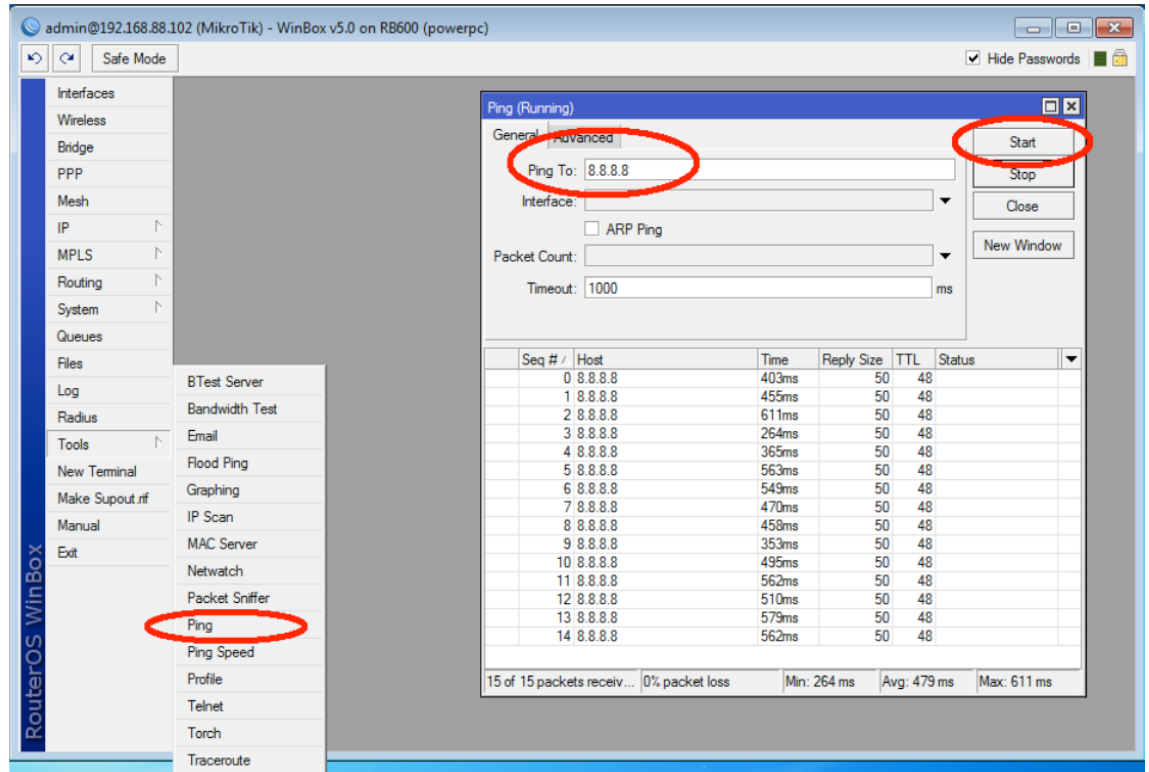 admin@192.168.88.102 (MikroTik) - WinBox v5.0 on RB600 (powerpc)
Safe Mode
Hide Passwords
Interfaces
Wireless
Bridge
PPP
Mesh
IP
MPLS
Routing
System
Queues
Files
Log
Radius
Tools
New Terminal
Make Supout.rif
Manual
Exit
RouterOS WinBox
BTest Server
Bandwidth Test
Email
Flood Ping
Graphing
IP Scan
MAC Server
Netwatch
Packet Sniffer
Ping
Ping Speed
Profile
Telnet
Torch
Traceroute
Ping (Running)
General Advanced
Ping To: 8.8.8.8
Interface:
ARP Ping
Packet Count:
Timeout: 1000 ms
Start
Stop
Close
New Window
Seq # Host Time Reply Size TTL Status
0 8.8.8.8 403ms 50 48
1 8.8.8.8 455ms 50 48
2 8.8.8.8 611ms 50 48
3 8.8.8.8 264ms 50 48
4 8.8.8.8 365ms 50 48
5 8.8.8.8 563ms 50 48
6 8.8.8.8 549ms 50 48
7 8.8.8.8 470ms 50 48
8 8.8.8.8 458ms 50 48
9 8.8.8.8 353ms 50 48
10 8.8.8.8 495ms 50 48
11 8.8.8.8 562ms 50 48
12 8.8.8.8 510ms 50 48
13 8.8.8.8 579ms 50 48
14 8.8.8.8 562ms 50 48
15 of 15 packets receiv... 0% packet loss Min: 264 ms Avg: 479 ms Max: 611 ms